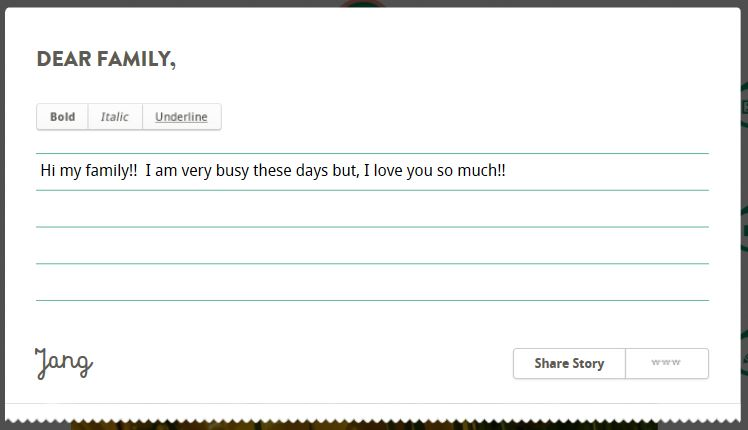 DEAR FAMILY,
Bold Italic Underline
Hi my family!!  I am very busy these days but, I love you so much!!
Jang
Share Story www